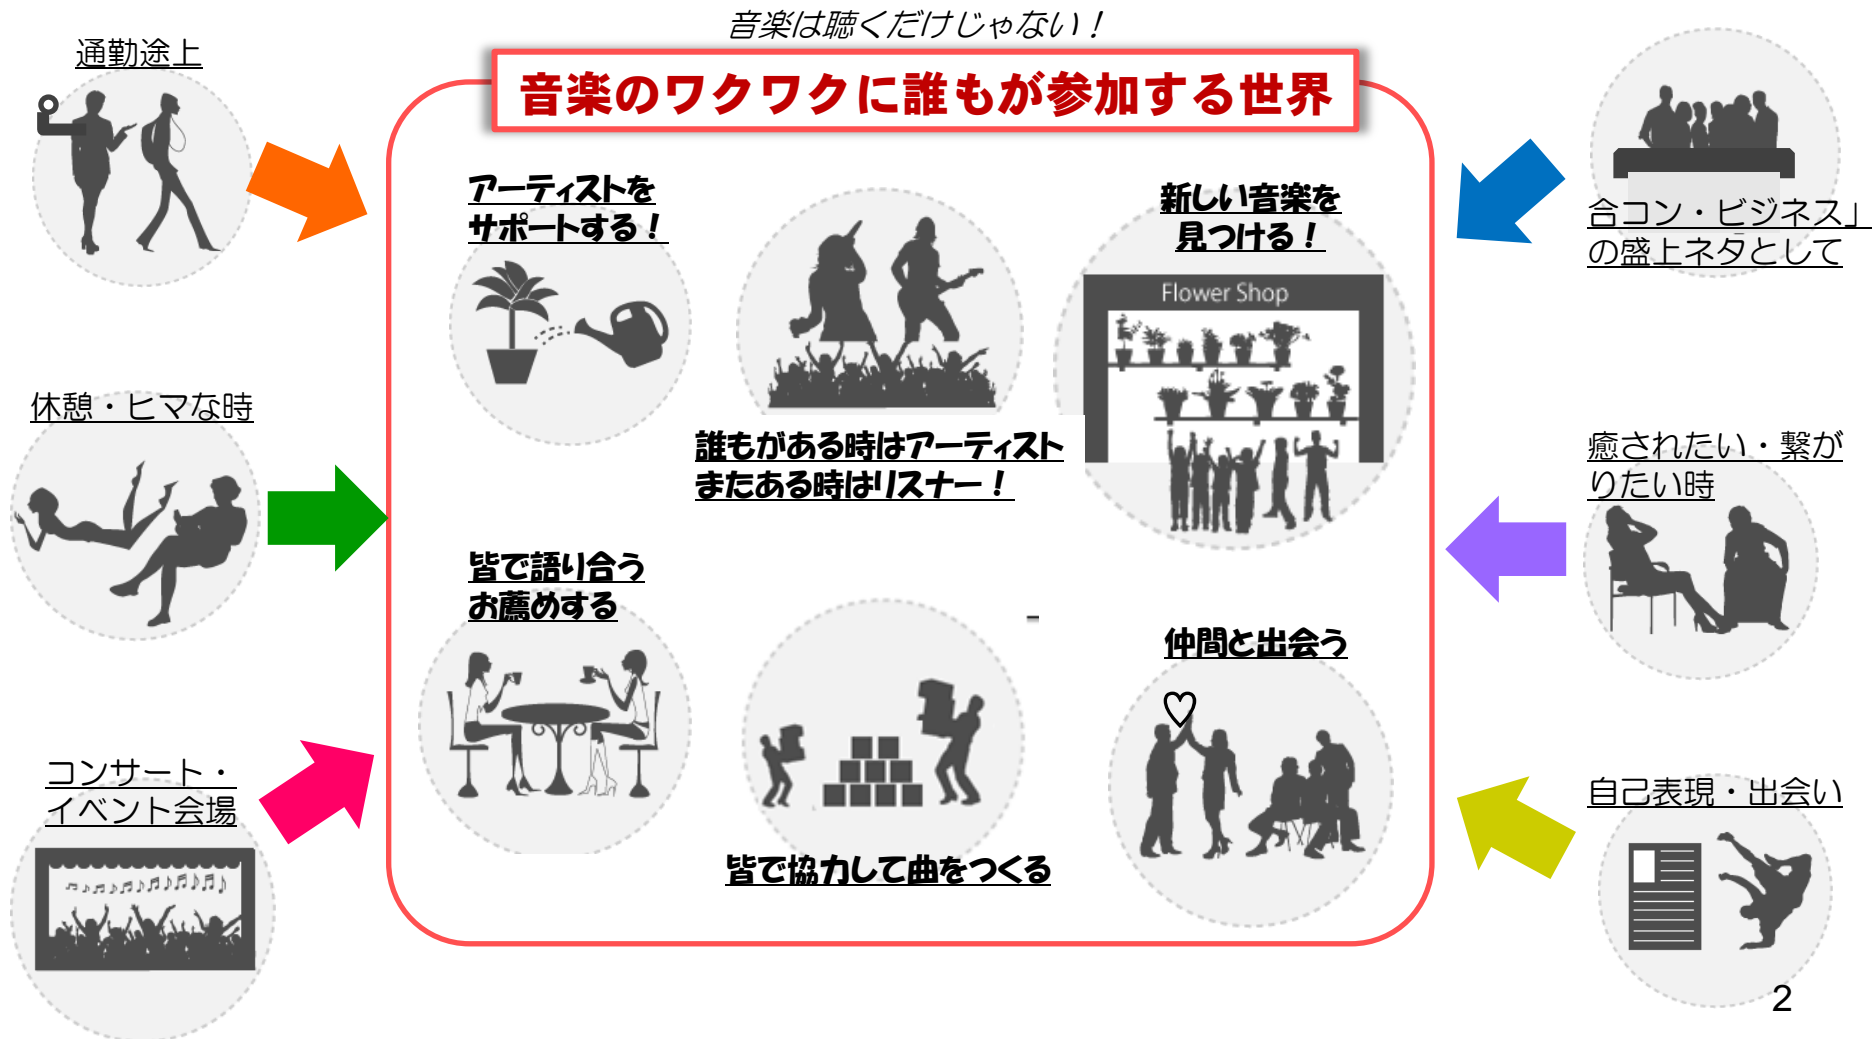 音楽は聴くだけじゃない！
音楽のワクワクに誰もが参加する世界
通勤途上
休憩・ヒマな時
コンサート・
イベント会場
アーティストを
サポートする！
誰もがある時はアーティスト
またある時はリスナー！
新しい音楽を
見つける！
Flower Shop
皆で語り合う
お薦めする
皆で協力して曲をつくる
仲間と出会う
合コン・ビジネス」
の盛上ネタとして
癒されたい・繋が
りたい時
自己表現・出会い
2